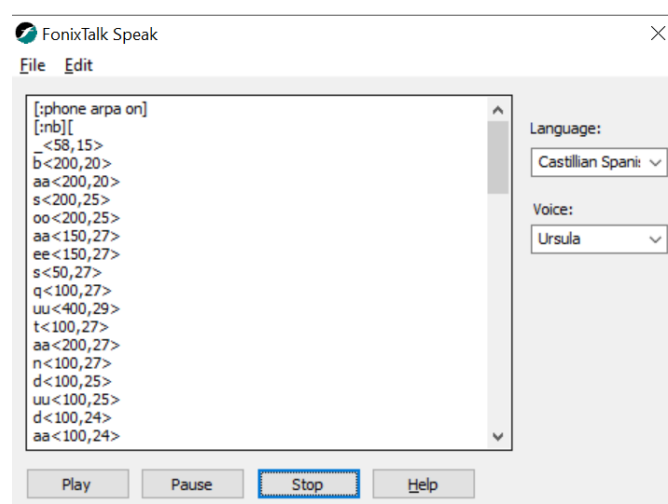 FonixTalk Speak
File Edit
[:phone arpa on]
[:nb][
_<58,15>
b<200,20>
aa<200,20>
s<200,25>
oo<200,25>
aa<150,27>
ee<150,27>
s<50,27>
q<100,27>
uu<400,29>
t<100,27>
aa<200,27>
n<100,27>
d<100,25>
uu<100,25>
d<100,24>
aa<100,24>
Language:
Castillian Spani
Voice:
Ursula
Play Pause Stop Help